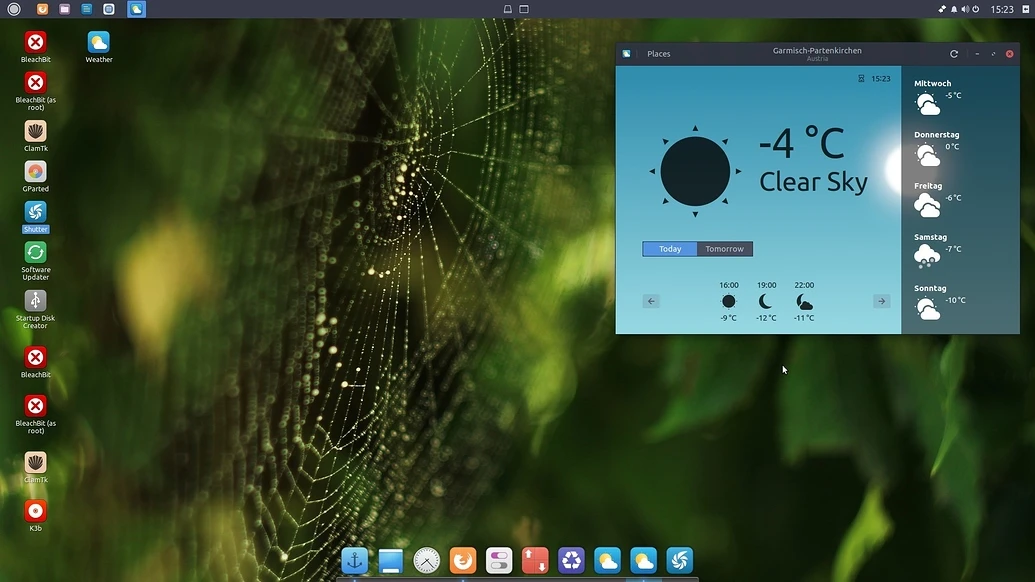 15:23
BleachBit
Weather
BleachBit (as
root)
ClamTk
GParted
Shutter
Software
Updater
Startup Disk
Creator
BleachBit
BleachBit (as
root)
ClamTk
K3b
Places
Garmisch-Partenkirchen
Austria
15:23
-4 °C
Clear Sky
Today
Tomorrow
16:00
19:00
22:00
-9 °C
-12 °C
-11 °C
Mittwoch
-5 °C
Donnerstag
0 °C
Freitag
-6 °C
Samstag
-7 °C
Sonntag
-10 °C